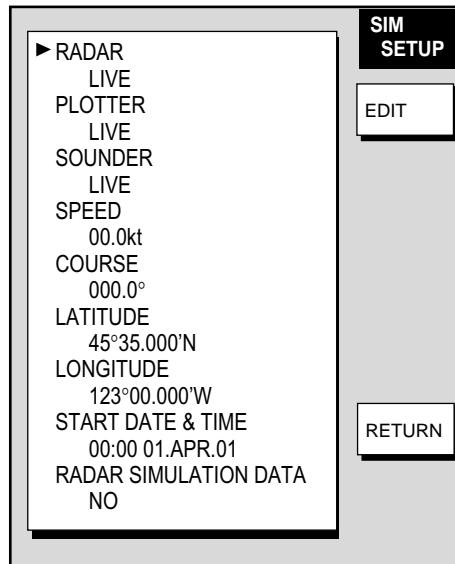 SIM
SETUP
RADAR
LIVE
PLOTTER
LIVE
SOUNDER
LIVE
SPEED
00.0kt
COURSE
000.0°
LATITUDE
45°35.000'N
LONGITUDE
123°00.000'W
START DATE & TIME
00:00 01.APR.01
RADAR SIMULATION DATA
NO
EDIT
RETURN